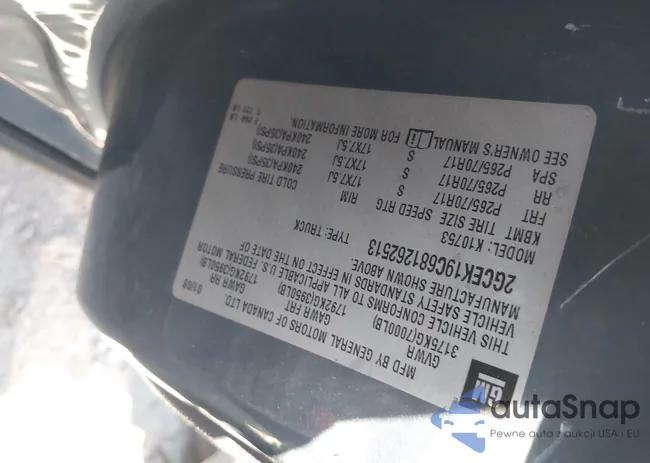 GM
MFD BY GENERAL MOTORS OF CANADA LTD.
01/08
GVWR GAWR FRT GAWR RR
3175KG(7000LB) 1792KG(3950LB) 1792KG(3950LB)
THIS VEHICLE CONFORMS TO ALL APPLICABLE U.S. FEDERAL MOTOR
VEHICLE SAFETY STANDARDS IN EFFECT ON THE DATE OF
MANUFACTURE SHOWN ABOVE.
2GCEK19C681262513 TYPE: TRUCK
MODEL: K10753
KBMT TIRE SIZE SPEED RTG RIM COLD TIRE PRESSURE
FRT P265/70R17 S 17X7.5J 240KPA(35PSI)
RR P265/70R17 S 17X7.5J 240KPA(35PSI)
SPA P265/70R17 S 17X7.5J 240KPA(35PSI)
SEE OWNER'S MANUAL FOR MORE INFORMATION.
autaSnap
Pewne auta z aukcji USA i EU